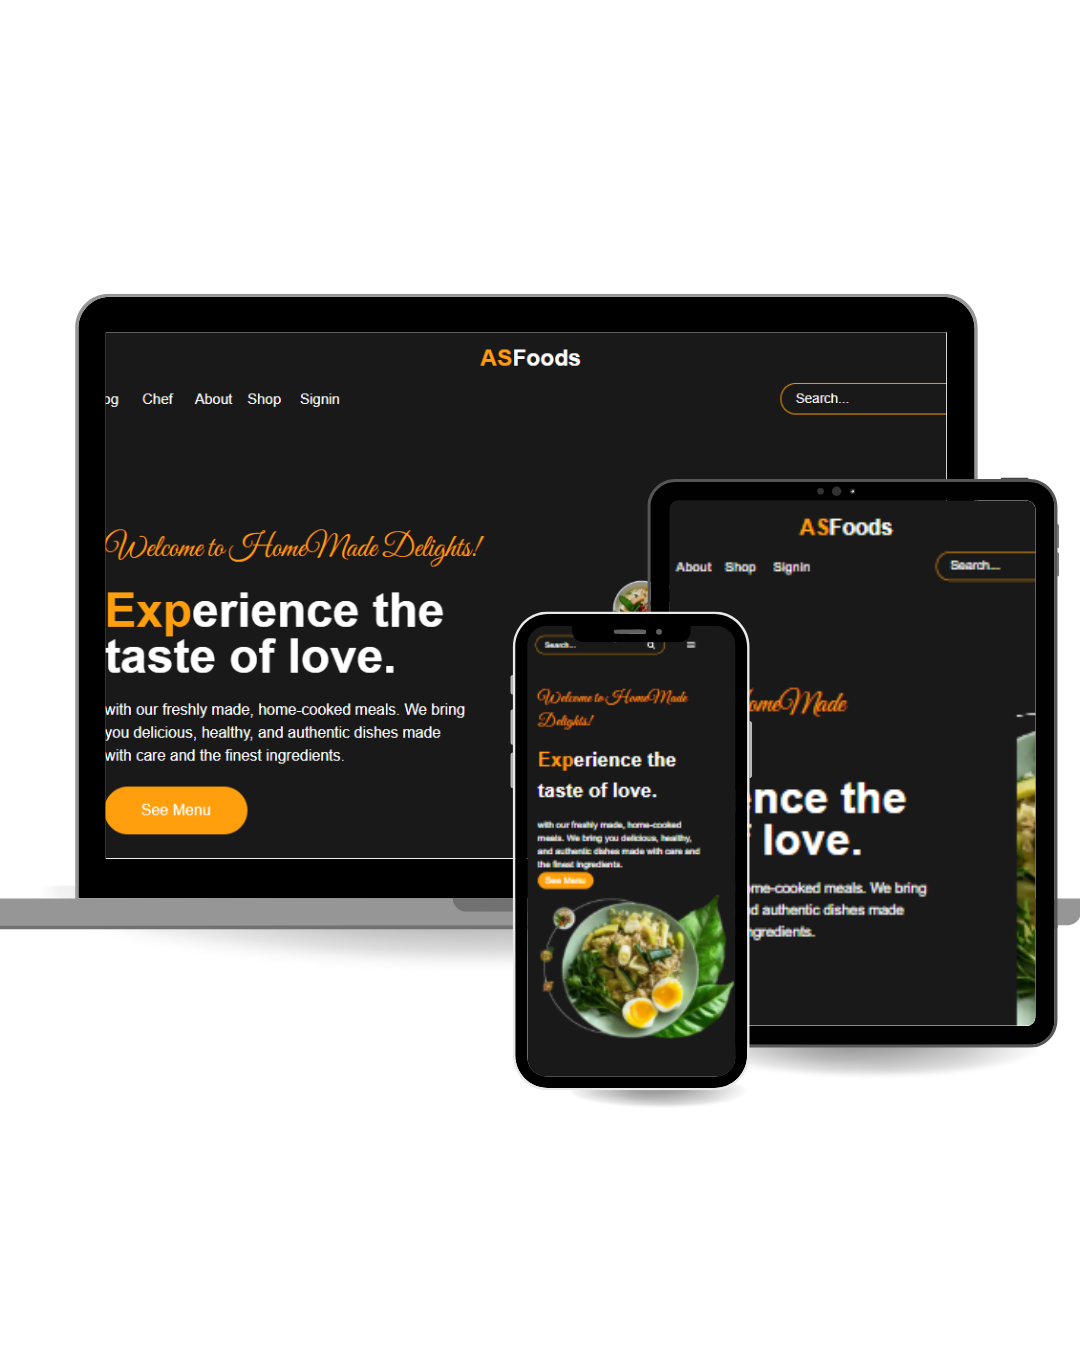 ASFoods
og Chef About Shop Signin Search...
Welcome to HomeMade Delights!
Experience the
taste of love.
with our freshly made, home-cooked meals. We bring
you delicious, healthy, and authentic dishes made
with care and the finest ingredients.
See Menu
ASFoods
About Shop Signin Search...
omeMade
nce the
love.
me-cooked meals. We bring
d authentic dishes made
ngredients.
Search...
Welcome to HomeMade
Delights!
Experience the
taste of love.
with our freshly made, home-cooked
meals. We bring you delicious, healthy,
and authentic dishes made with care and
the finest ingredients.
See Menu